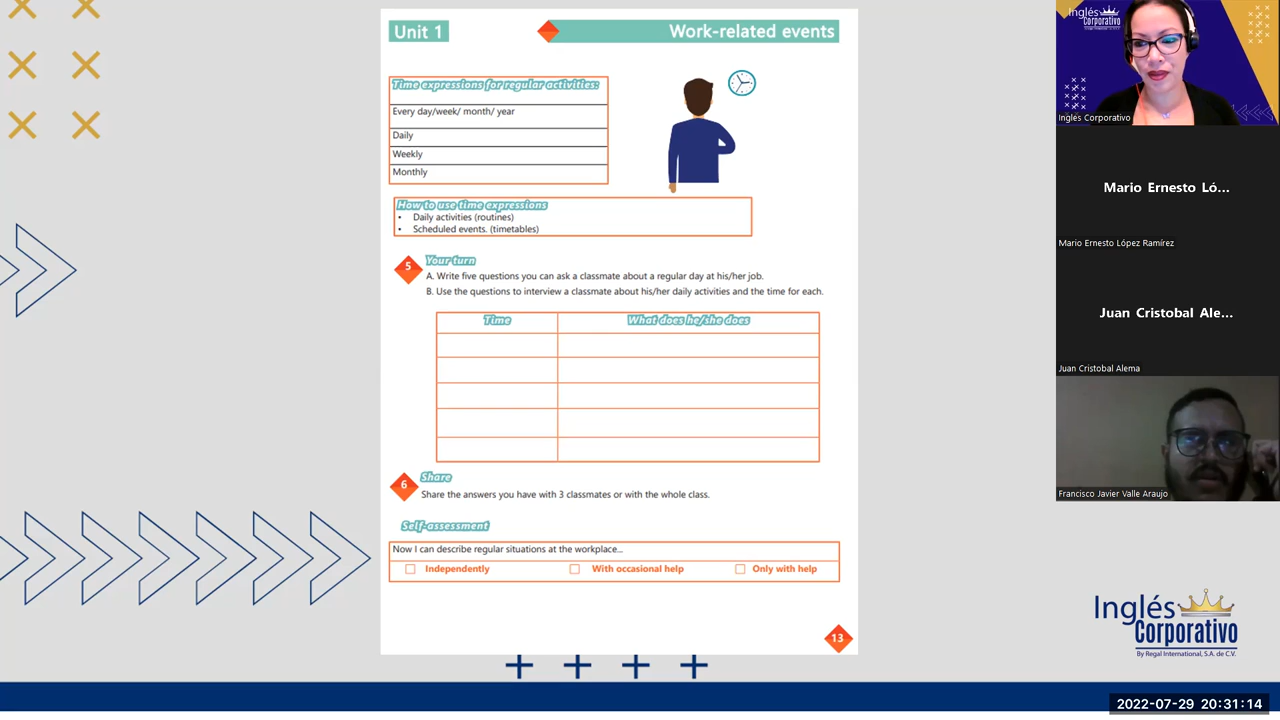 Unit 1
Work-related events
Time expressions for regular activities:
Every day/week/ month/ year
Daily
Weekly
Monthly
How to use time expressions
• Daily activities (routines)
• Scheduled events. (timetables)
5
Your turn
A. Write five questions you can ask a classmate about a regular day at his/her job.
B. Use the questions to interview a classmate about his/her daily activities and the time for each.
Time
What does he/she does
6
Share
Share the answers you have with 3 classmates or with the whole class.
Self-assessment
Now I can describe regular situations at the workplace...
Independently
With occasional help
Only with help
13
Inglés
Corporativo
Inglés Corporativo
Mario Ernesto Ló...
Mario Ernesto López Ramírez
Juan Cristobal Ale...
Juan Cristobal Alema
Francisco Javier Valle Araujo
Inglés
Corporativo
By Regal International, S.A. de C.V.
2022-07-29 20:31:14